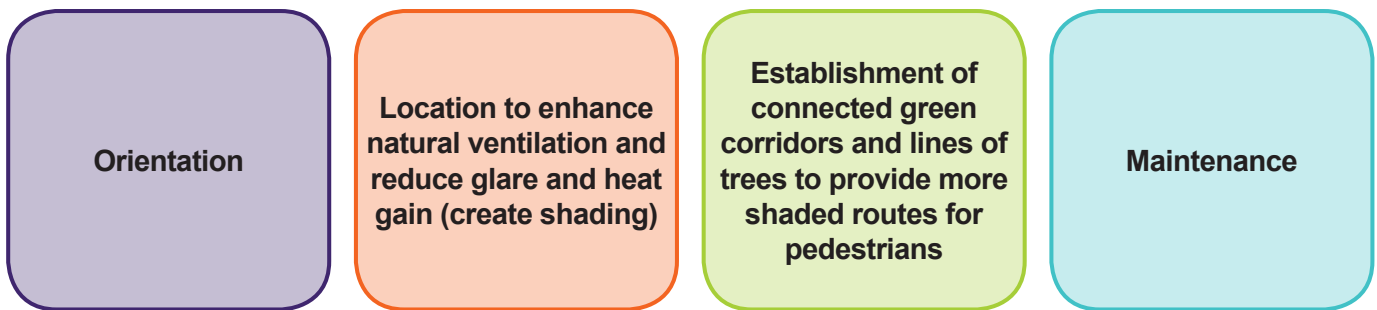 Orientation
Location to enhance
natural ventilation and
reduce glare and heat
gain (create shading)
Establishment of
connected green
corridors and lines of
trees to provide more
shaded routes for
pedestrians
Maintenance